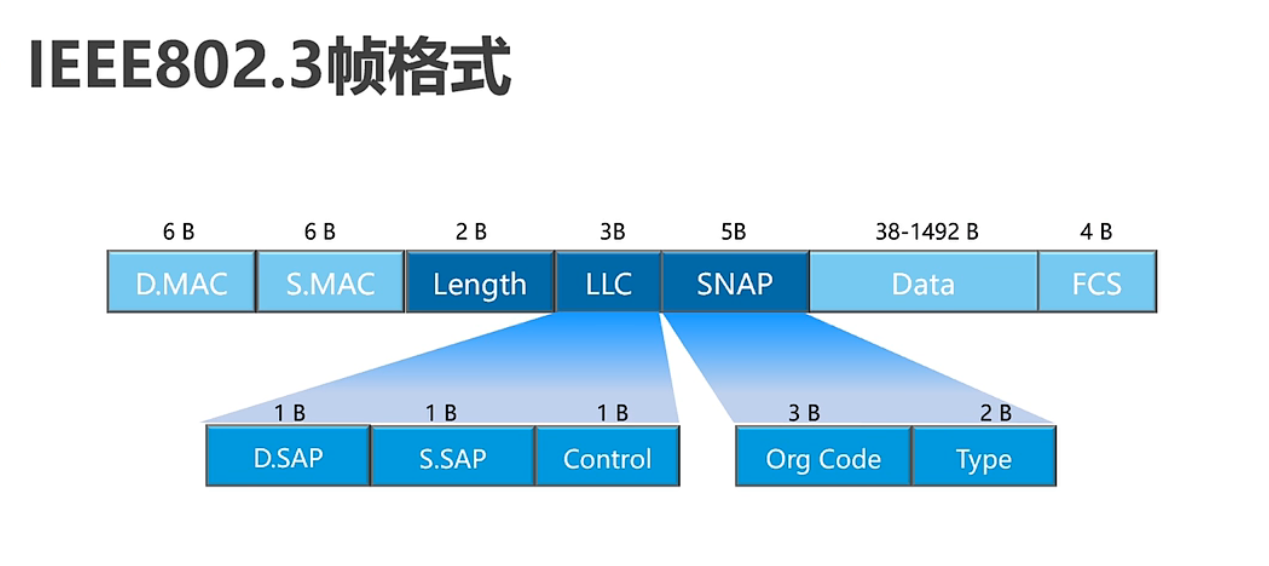 IEEE802.3帧格式
6 B 6 B 2 B 3B 5B 38-1492 B 4 B
D.MAC S.MAC Length LLC SNAP Data FCS
1 B 1 B 1 B 3 B 2 B
D.SAP S.SAP Control Org Code Type